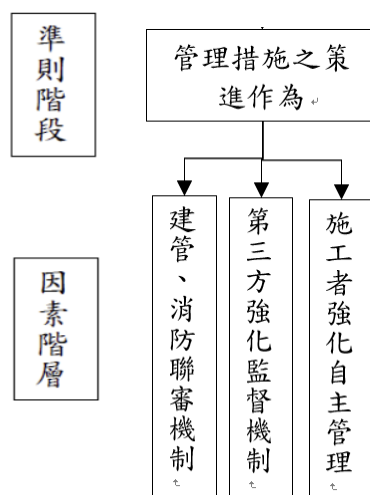 準則階段
管理措施之策
進作為
因素階層
建管、消防聯審機制
第三方強化監督機制
施工者強化自主管理